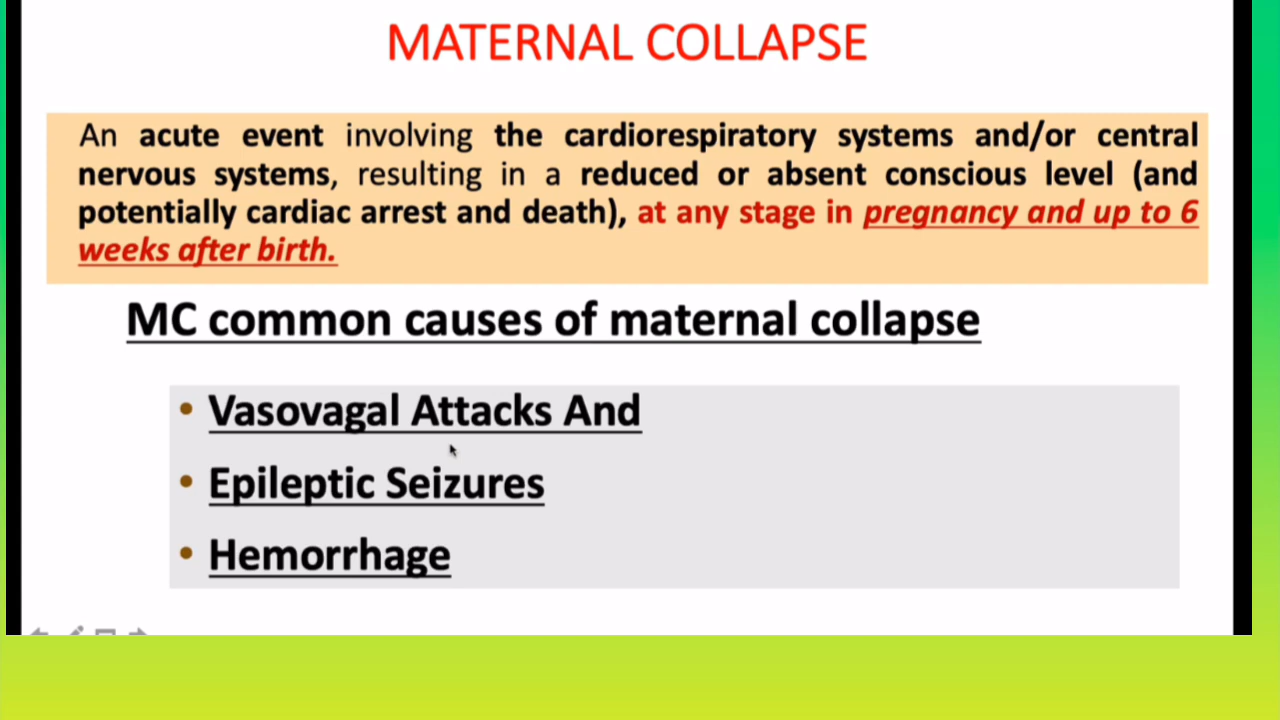 MATERNAL COLLAPSE
An acute event involving the cardiorespiratory systems and/or central
nervous systems, resulting in a reduced or absent conscious level (and
potentially cardiac arrest and death), at any stage in pregnancy and up to 6
weeks after birth.
MC common causes of maternal collapse
• Vasovagal Attacks And
• Epileptic Seizures
• Hemorrhage